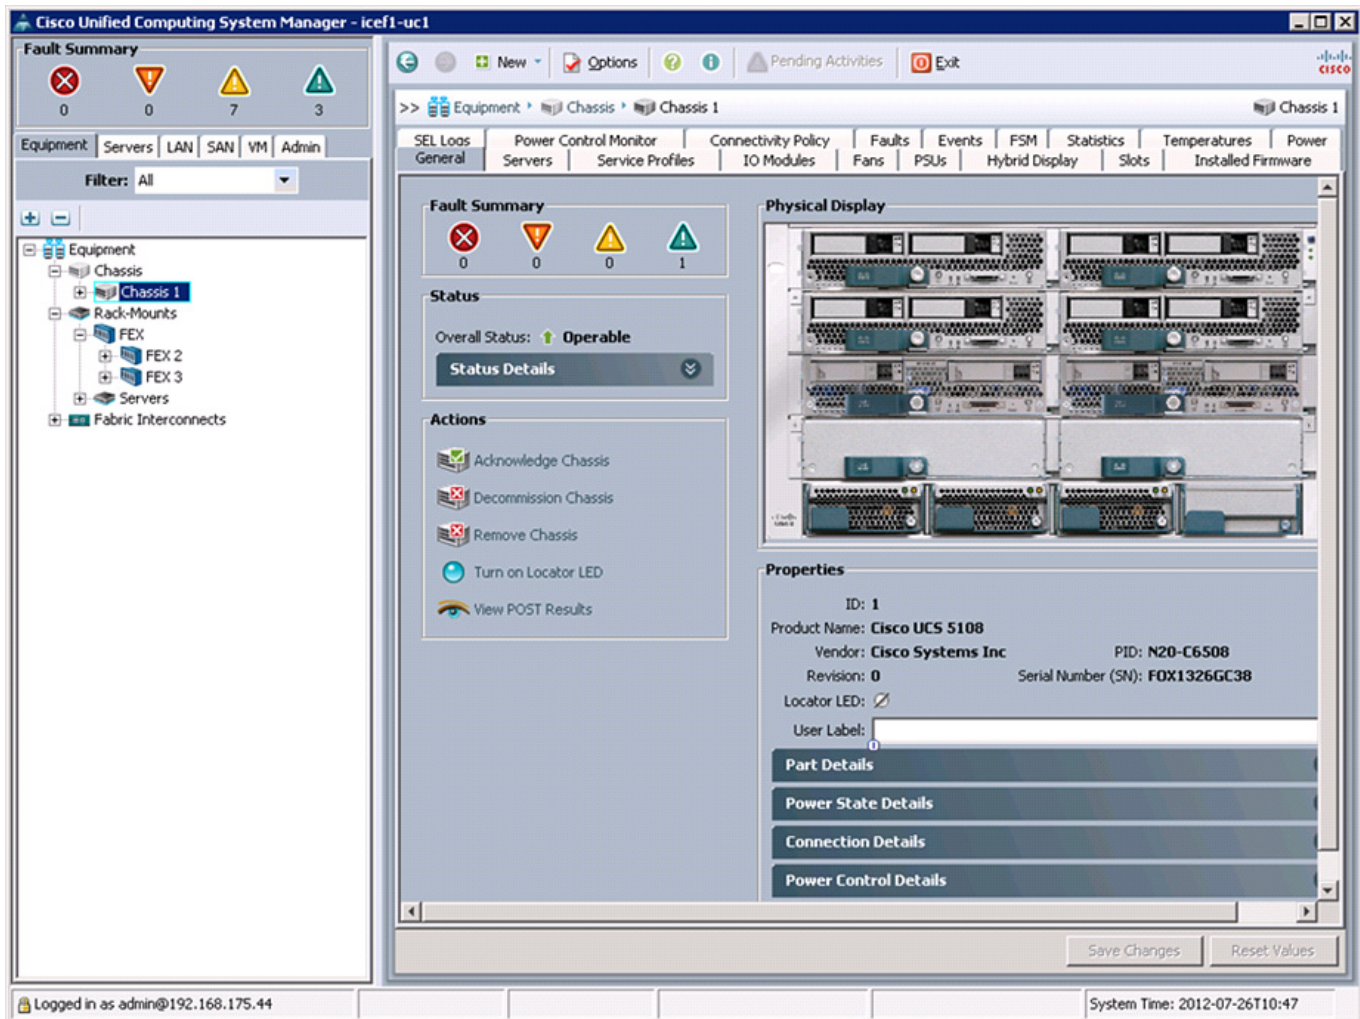 Cisco Unified Computing System Manager - icef1-uc1
Fault Summary
0 0 7 3
Equipment Servers LAN SAN VM Admin
Filter: All
Equipment
Chassis
Chassis 1
Rack-Mounts
FEX
FEX 2
FEX 3
Servers
Fabric Interconnects
New Options Pending Activities Exit
CISCO
>> Equipment Chassis Chassis 1 Chassis 1
SEL Logs Power Control Monitor Connectivity Policy Faults Events FSM Statistics Temperatures Power
General Servers Service Profiles IO Modules Fans PSUs Hybrid Display Slots Installed Firmware
Fault Summary
0 0 0 1
Status
Overall Status: Operable
Status Details
Actions
Acknowledge Chassis
Decommission Chassis
Remove Chassis
Turn on Locator LED
View POST Results
Physical Display
Properties
ID: 1
Product Name: Cisco UCS 5108
Vendor: Cisco Systems Inc PID: N20-C6508
Revision: 0 Serial Number (SN): FOX1326GC38
Locator LED:
User Label:
Part Details
Power State Details
Connection Details
Power Control Details
Save Changes Reset Values
Logged in as admin@192.168.175.44 System Time: 2012-07-26T10:47